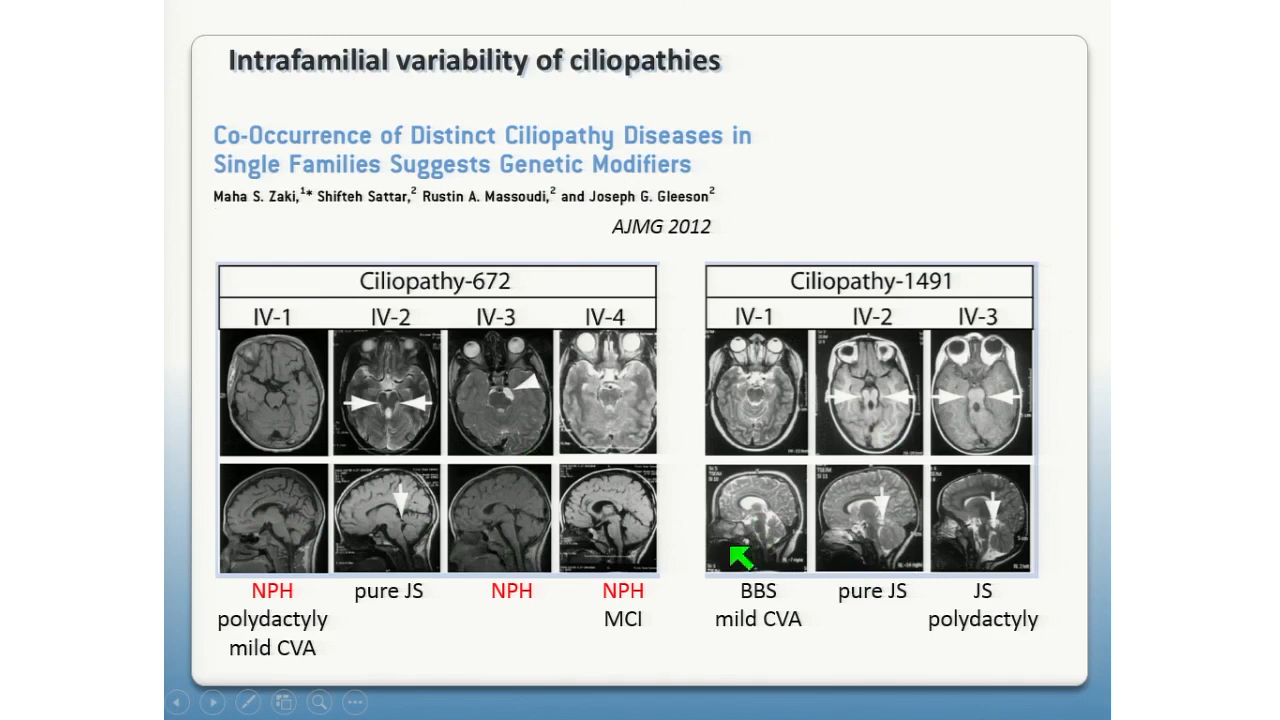 Intrafamilial variability of ciliopathies
Co-Occurrence of Distinct Ciliopathy Diseases in
Single Families Suggests Genetic Modifiers
Maha S. Zaki,1* Shifteh Sattar,2 Rustin A. Massoudi,2 and Joseph G. Gleeson2
AJMG 2012
Ciliopathy-672
IV-1 IV-2 IV-3 IV-4
NPH pure JS NPH NPH
polydactyly MCI
mild CVA
Ciliopathy-1491
IV-1 IV-2 IV-3
BBS pure JS JS
mild CVA polydactyly